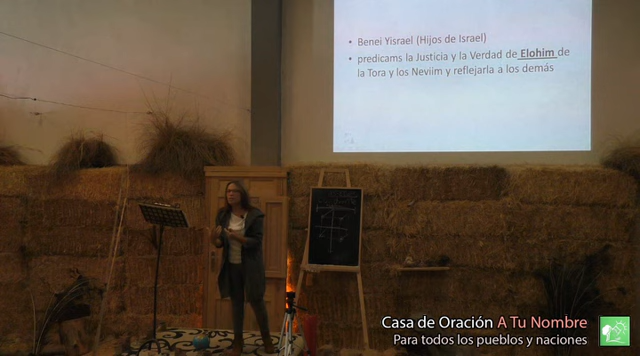 • Benei Yisrael (Hijos de Israel)
• predicams la Justicia y la Verdad de Elohim de
la Tora y los Neviim y reflejarla a los demás
Casa de Oración A Tu Nombre
Para todos los pueblos y naciones